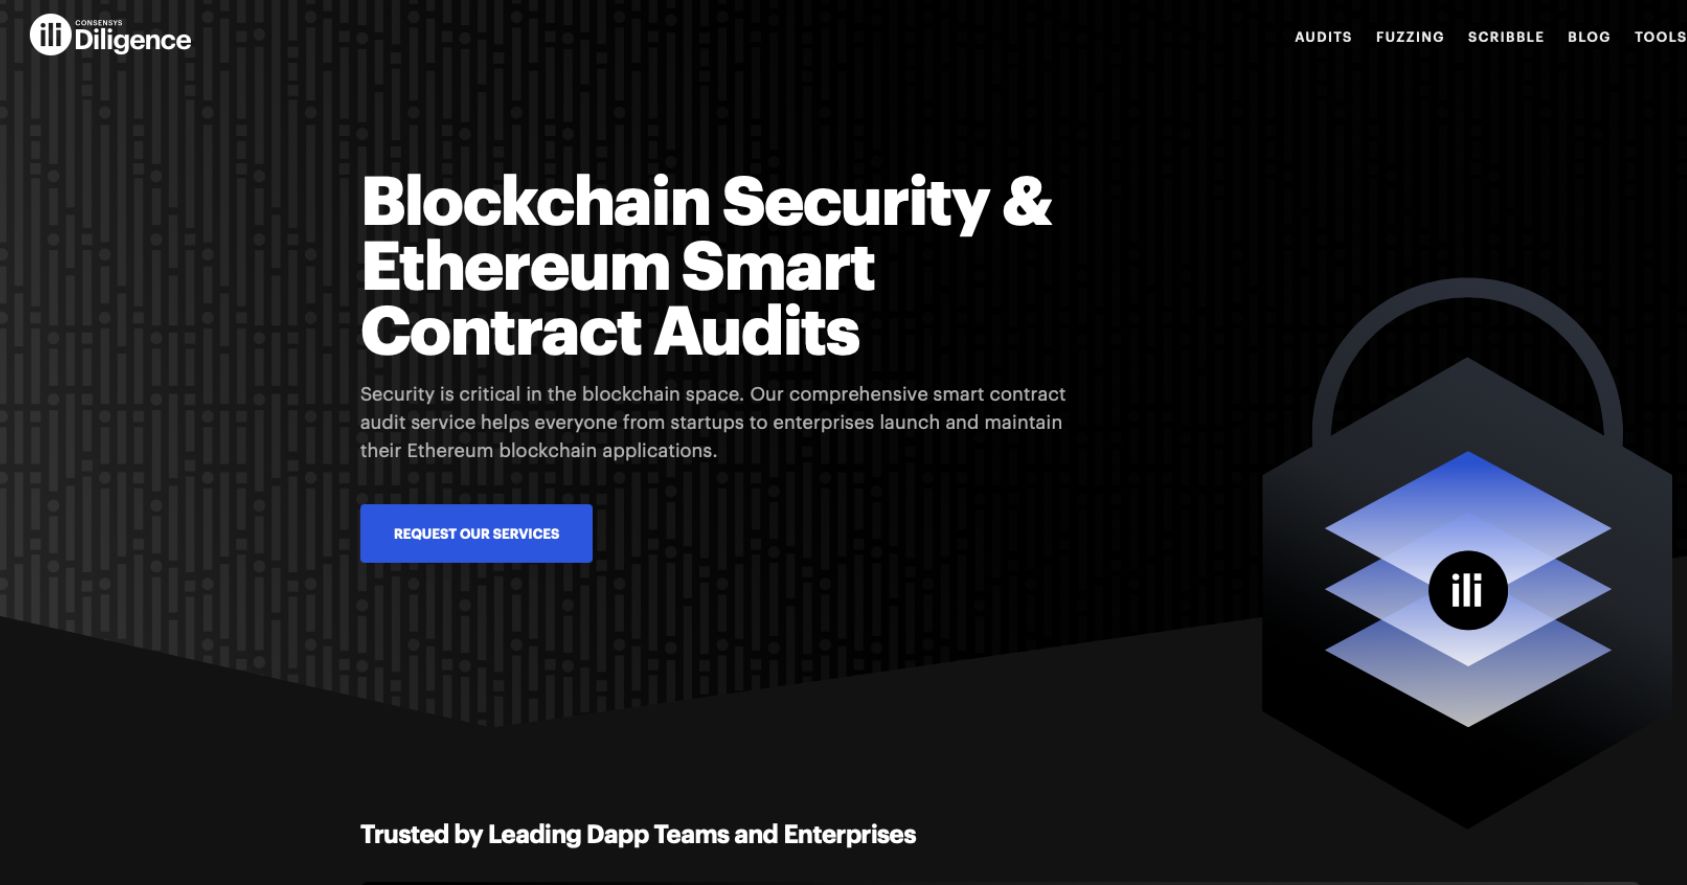 CONSENSYS
Diligence
AUDITS FUZZING SCRIBBLE BLOG TOOLS
Blockchain Security &
Ethereum Smart
Contract Audits
Security is critical in the blockchain space. Our comprehensive smart contract
audit service helps everyone from startups to enterprises launch and maintain
their Ethereum blockchain applications.
REQUEST OUR SERVICES
Trusted by Leading Dapp Teams and Enterprises